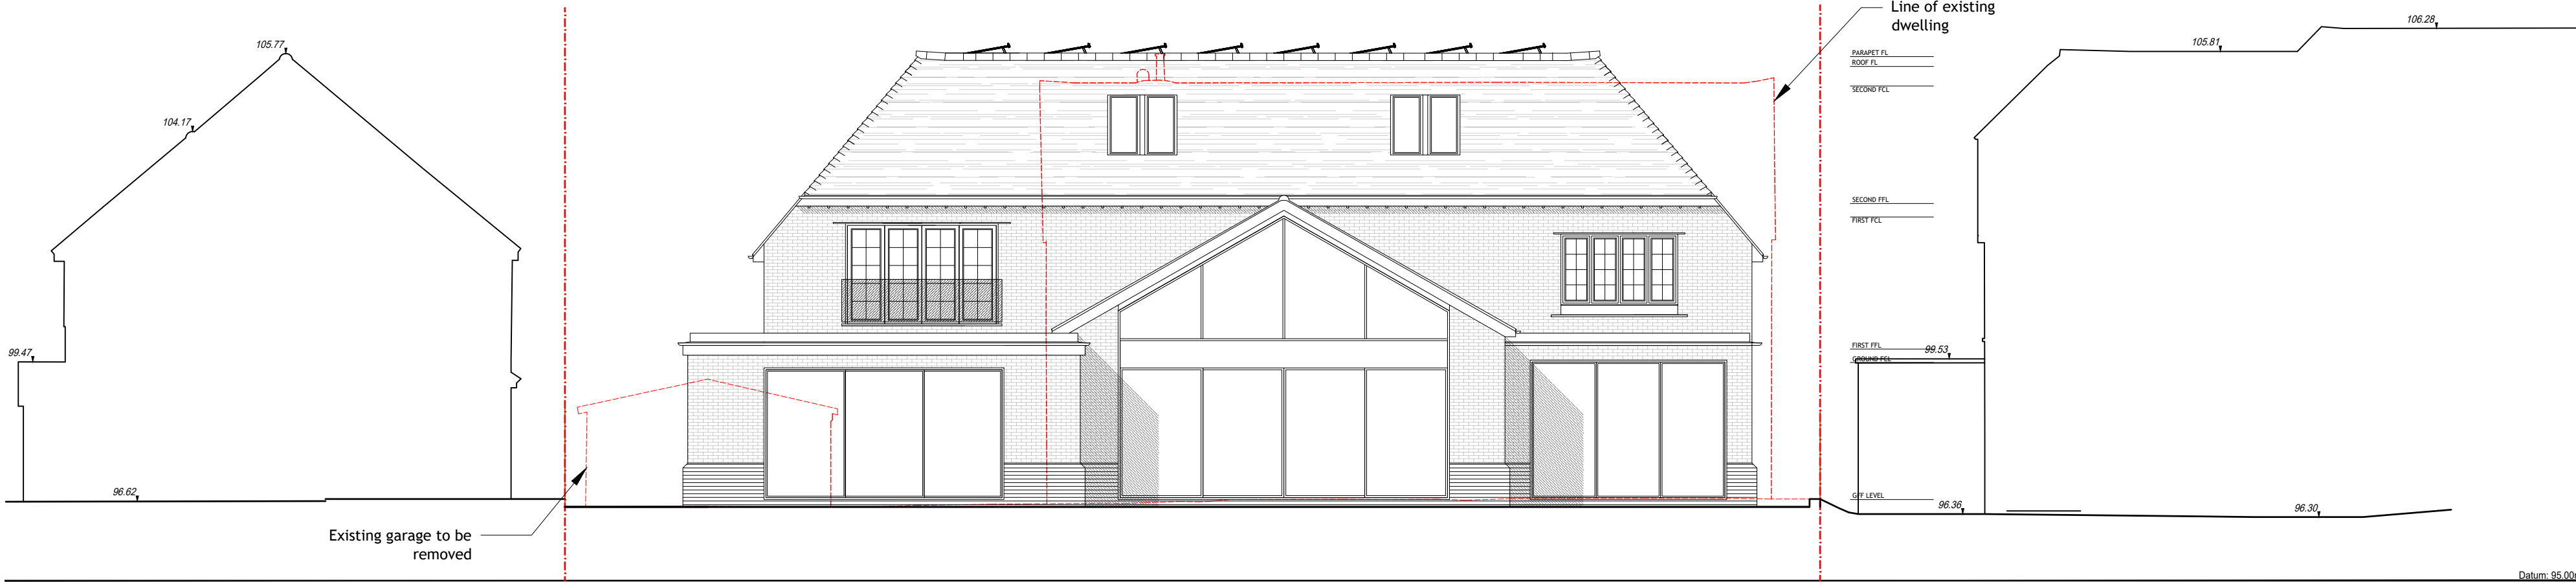 Line of existing
dwelling
106.28
105.81
105.77
PARAPET FL
ROOF FL
SECOND FCL
104.17
SECOND FFL
FIRST FCL
FIRST FFL
99.53
99.47
GROUND FCL
96.62
GFF LEVEL
96.36
96.30
Existing garage to be
removed
Datum: 95.00